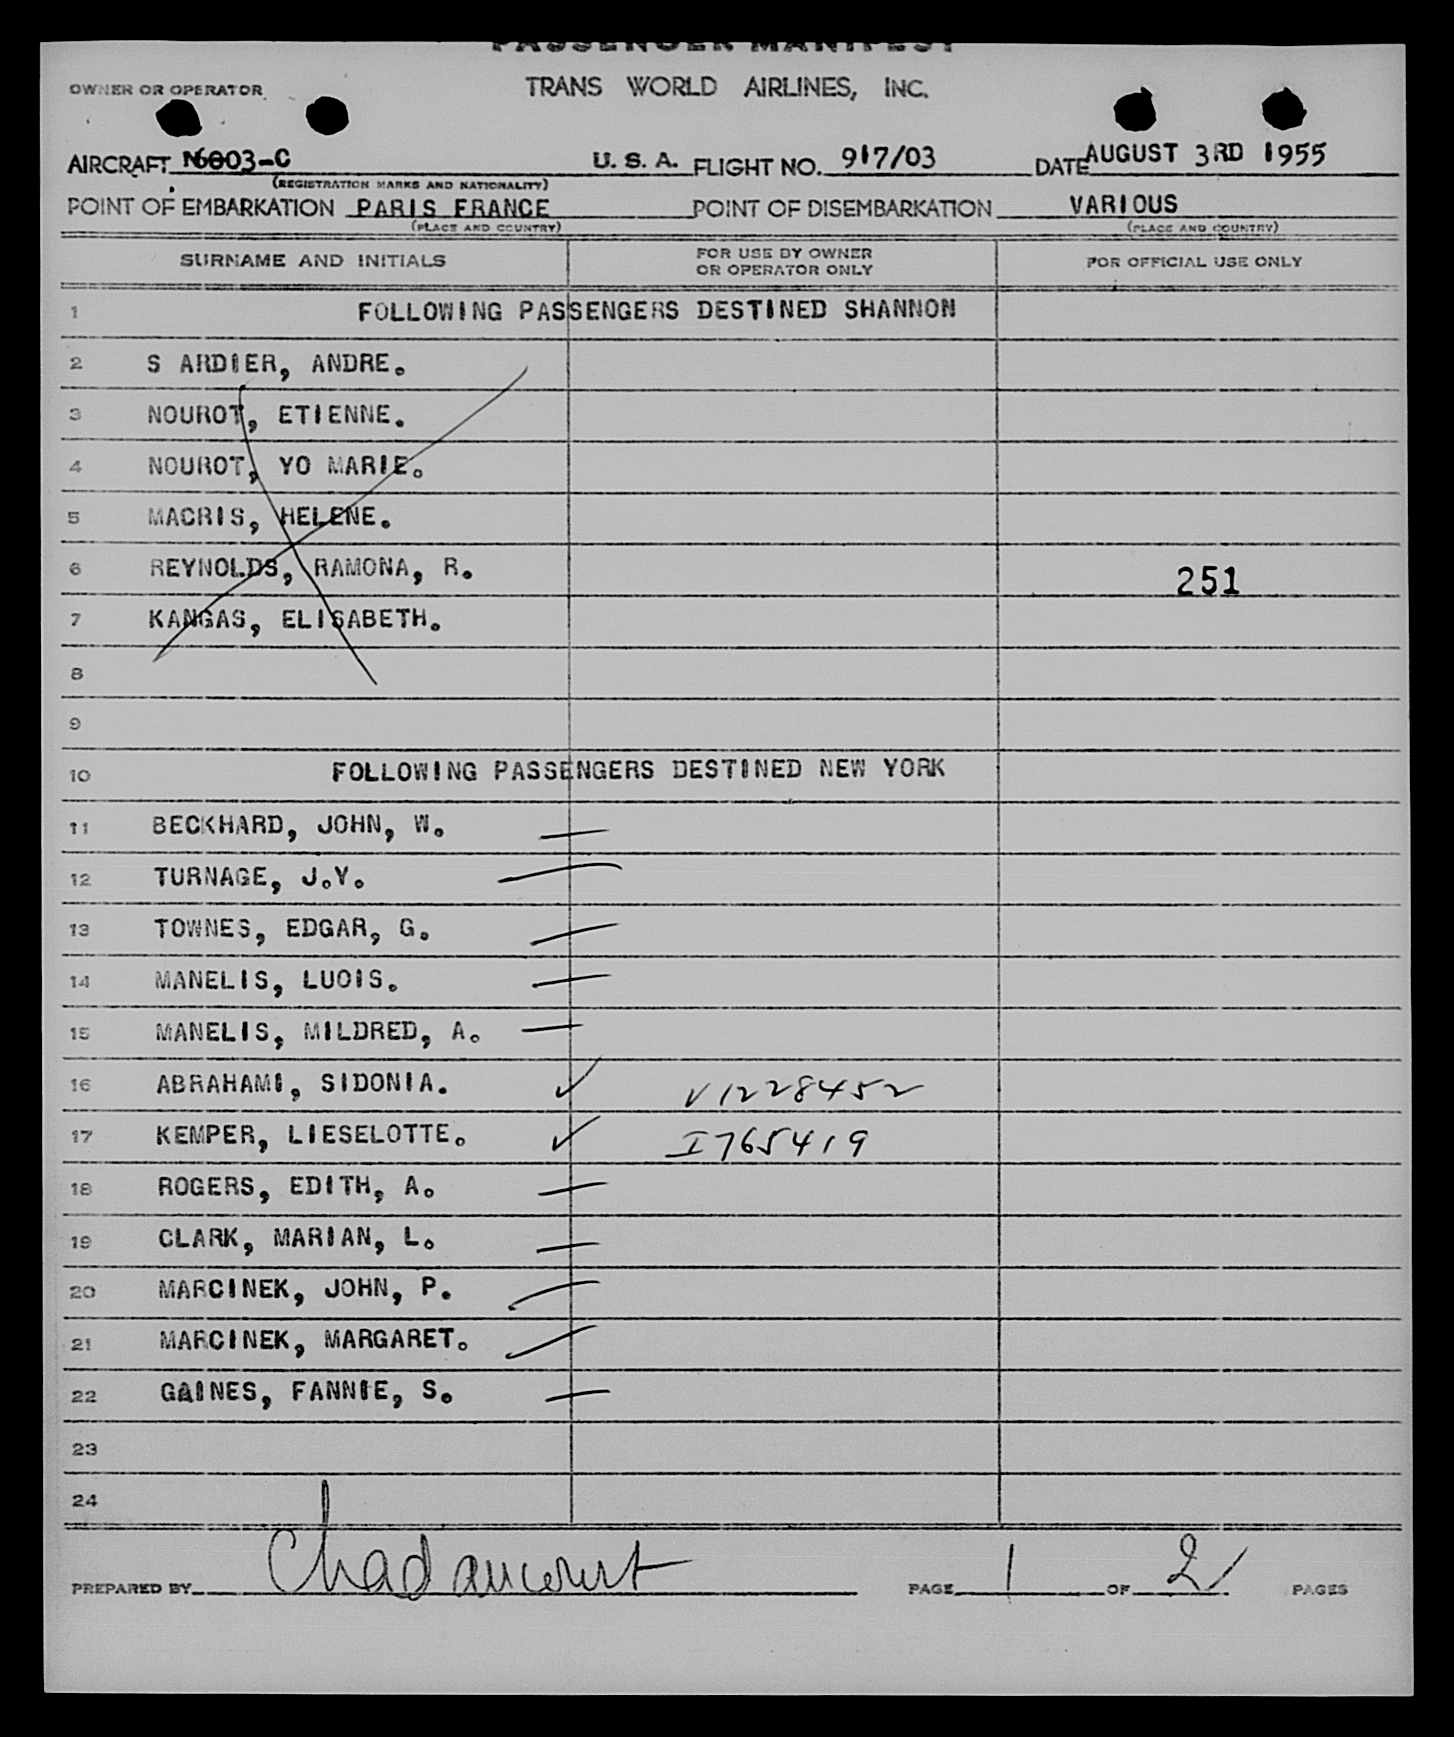 PASSENGER MANIFEST
OWNER OR OPERATOR TRANS WORLD AIRLINES, INC.
AIRCRAFT N6003-C U. S. A. FLIGHT NO. 917/03 DATE AUGUST 3RD 1955
(REGISTRATION MARKS AND NATIONALITY)
POINT OF EMBARKATION PARIS FRANCE POINT OF DISEMBARKATION VARIOUS
(PLACE AND COUNTRY) (PLACE AND COUNTRY)
SURNAME AND INITIALS FOR USE BY OWNER OR OPERATOR ONLY FOR OFFICIAL USE ONLY
1 FOLLOWING PASSENGERS DESTINED SHANNON
2 S ARDIER, ANDRE.
3 NOUROT, ETIENNE.
4 NOUROT, YO MARIE.
5 MACRIS, HELENE.
6 REYNOLDS, RAMONA, R. 251
7 KANGAS, ELISABETH.
8
9
10 FOLLOWING PASSENGERS DESTINED NEW YORK
11 BECKHARD, JOHN, W. —
12 TURNAGE, J.Y. —
13 TOWNES, EDGAR, G. —
14 MANELIS, LUOIS. —
15 MANELIS, MILDRED, A. —
16 ABRAHAMI, SIDONIA. ✓ V1228452
17 KEMPER, LIESELOTTE. ✓ I765419
18 ROGERS, EDITH, A. —
19 CLARK, MARIAN, L. —
20 MARCINEK, JOHN, P. —
21 MARCINEK, MARGARET. —
22 GAINES, FANNIE, S. —
23
24
PREPARED BY Chadaucourt PAGE 1 OF 2 PAGES